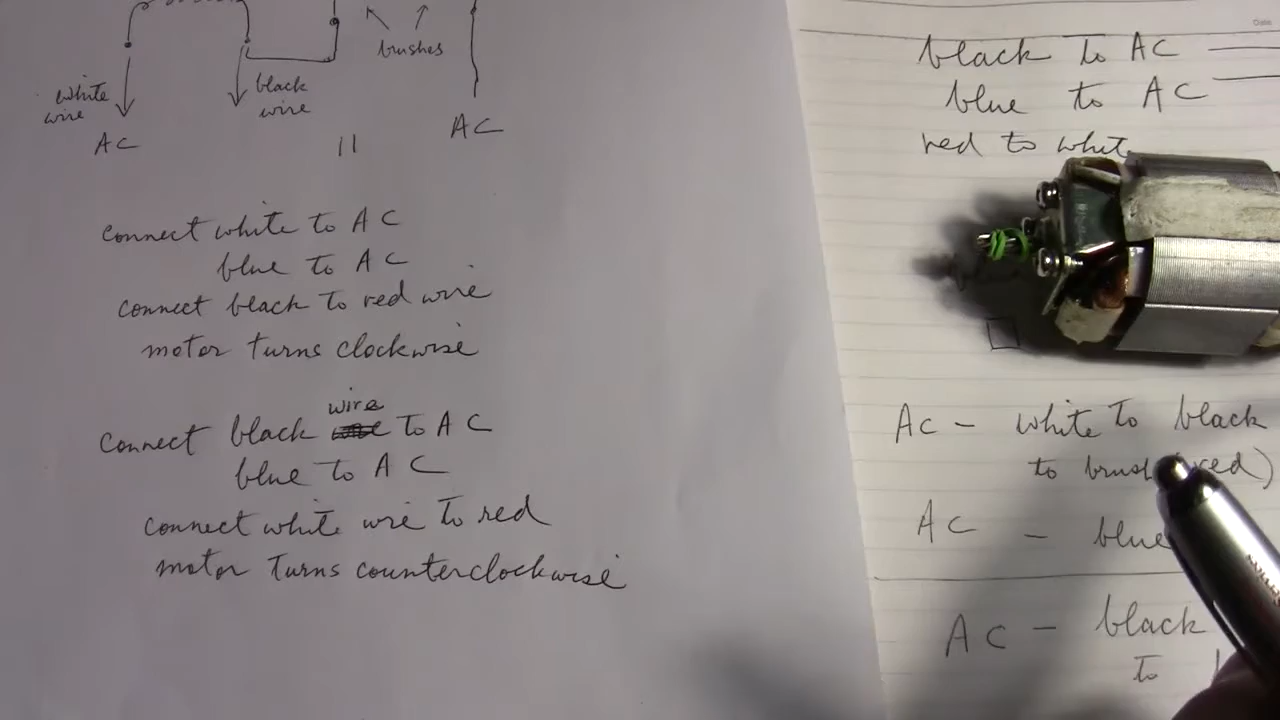 brushes
white
wire
black
wire
AC
AC
connect white to AC
blue to AC
connect black to red wire
motor turns clockwise
wire
connect black to AC
blue to AC
connect white wire to red
motor turns counterclockwise
Date
black to AC
blue to AC
red to white
AC - white to black
to brush red)
AC - blue
AC - black
to